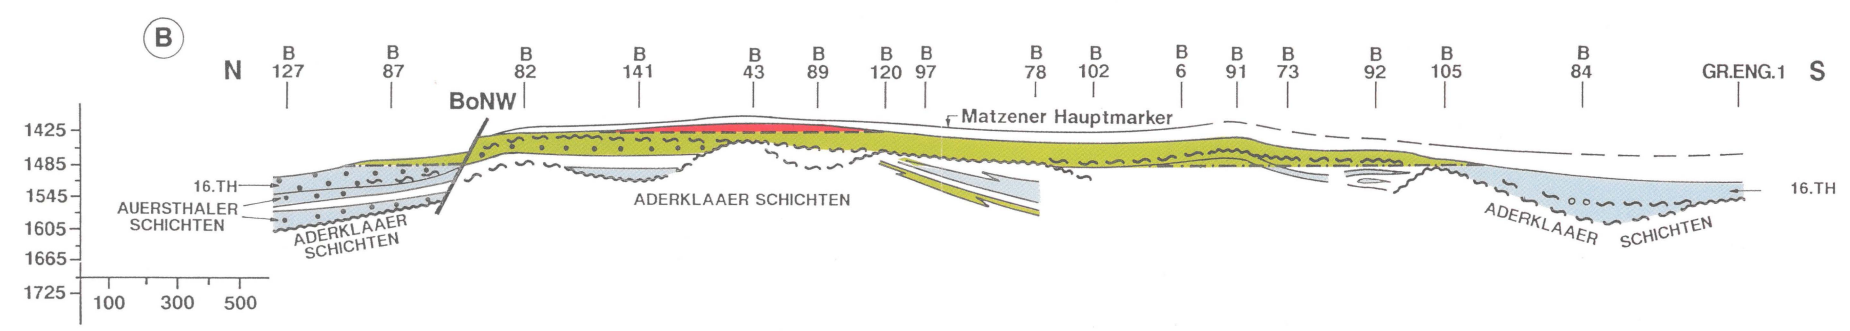 B
N
B 127
B 87
B 82
B 141
B 43
B 89
B 120
B 97
B 78
B 102
B 6
B 91
B 73
B 92
B 105
B 84
GR.ENG.1
S
BoNW
Matzener Hauptmarker
1425
1485
1545
1605
1665
1725
16.TH
AUERSTHALER
SCHICHTEN
ADERKLAAER
SCHICHTEN
ADERKLAAER SCHICHTEN
16.TH
ADERKLAAER SCHICHTEN
100 300 500